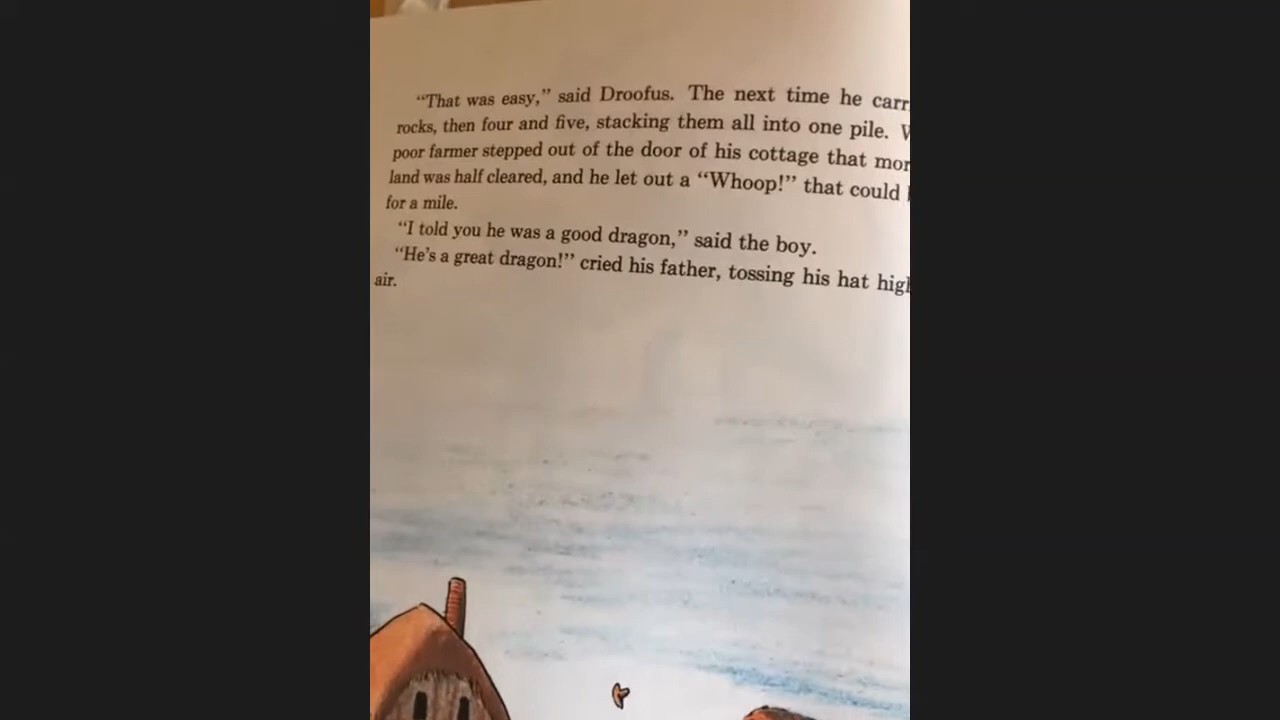 “That was easy,” said Droofus. The next time he
rocks, then four and five, stacking them all into one pile.
poor farmer stepped out of the door of his cottage that
land was half cleared, and he let out a “Whoop!” that could
for a mile.
“I told you he was a good dragon,” said the boy.
“He’s a great dragon!” cried his father, tossing his hat
air.